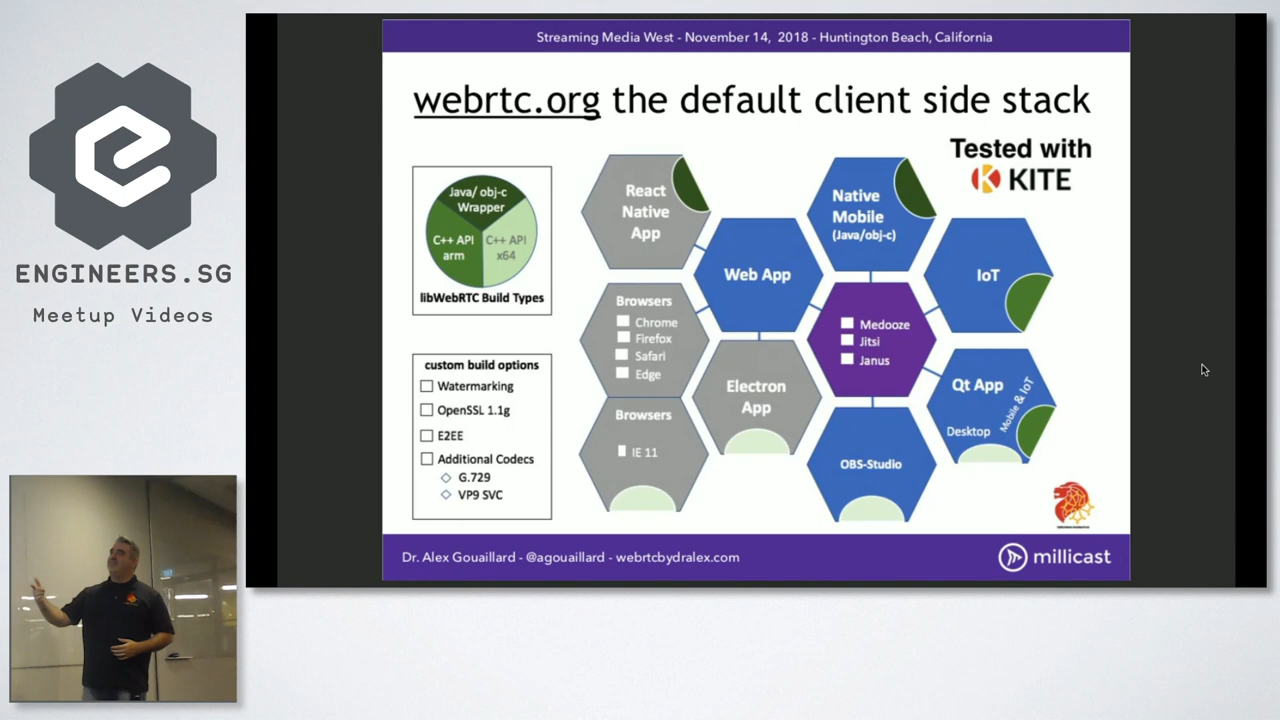 ENGINEERS.SG
Meetup Videos
Streaming Media West - November 14, 2018 - Huntington Beach, California
webrtc.org the default client side stack
Tested with
KITE
Java/ obj-c
Wrapper
C++ API
arm
C++ API
x64
libWebRTC Build Types
custom build options
Watermarking
OpenSSL 1.1g
E2EE
Additional Codecs
G.729
VP9 SVC
React
Native
App
Native
Mobile
(Java/obj-c)
Web App
IoT
Browsers
Chrome
Firefox
Safari
Edge
Medooze
Jitsi
Janus
Electron
App
Qt App
Mobile & IoT
Desktop
Browsers
IE 11
OBS-Studio
Dr. Alex Gouaillard - @agouaillard - webrtcbydralex.com
millicast